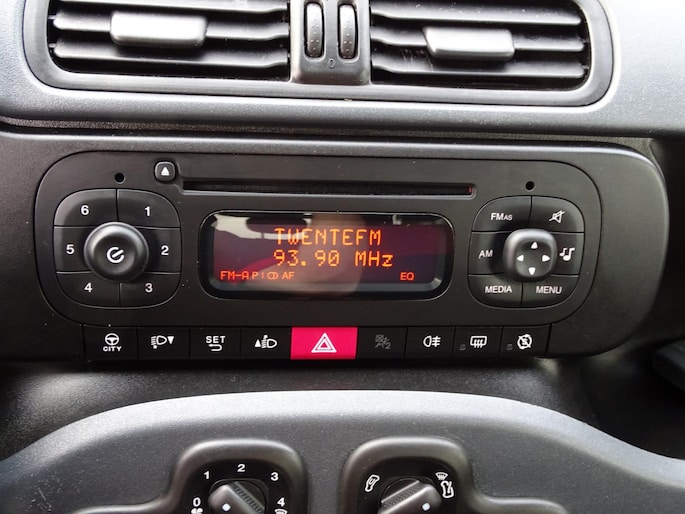 6 1
5 2
4 3
TWENTEFM
93.90 MHz
FM-A P:CD AF EQ
FMAS
AM
MEDIA MENU
CITY
SET
2
1 3
0 4